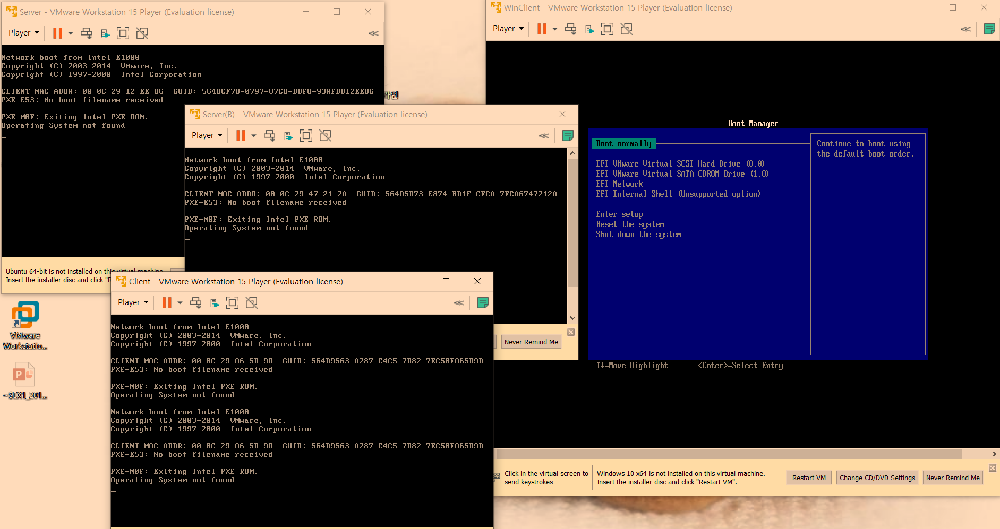 Server - VMware Workstation 15 Player (Evaluation license)
Player
Network boot from Intel E1000
Copyright (C) 2003-2014  VMware, Inc.
Copyright (C) 1997-2000  Intel Corporation
CLIENT MAC ADDR: 00 0C 29 12 EE B6  GUID: 564DCF7D-0797-87CB-DBF8-93AFBD12EEB6
PXE-E53: No boot filename received
PXE-M0F: Exiting Intel PXE ROM.
Operating System not found
Ubuntu 64-bit is not installed on this virtual machine.
Insert the installer disc and click "R
Server(B) - VMware Workstation 15 Player (Evaluation license)
Player
Network boot from Intel E1000
Copyright (C) 2003-2014  VMware, Inc.
Copyright (C) 1997-2000  Intel Corporation
CLIENT MAC ADDR: 00 0C 29 47 21 2A  GUID: 564D5D73-E874-BD1F-CFCA-7FCA6747212A
PXE-E53: No boot filename received
PXE-M0F: Exiting Intel PXE ROM.
Operating System not found
Never Remind Me
Client - VMware Workstation 15 Player (Evaluation license)
Player
Network boot from Intel E1000
Copyright (C) 2003-2014  VMware, Inc.
Copyright (C) 1997-2000  Intel Corporation
CLIENT MAC ADDR: 00 0C 29 A6 5D 9D  GUID: 564D9563-A287-C4C5-7D82-7EC50FA65D9D
PXE-E53: No boot filename received
PXE-M0F: Exiting Intel PXE ROM.
Operating System not found
Network boot from Intel E1000
Copyright (C) 2003-2014  VMware, Inc.
Copyright (C) 1997-2000  Intel Corporation
CLIENT MAC ADDR: 00 0C 29 A6 5D 9D  GUID: 564D9563-A287-C4C5-7D82-7EC50FA65D9D
PXE-E53: No boot filename received
PXE-M0F: Exiting Intel PXE ROM.
Operating System not found
VMware
Workstatio...
~$EX1_201...
WinClient - VMware Workstation 15 Player (Evaluation license)
Player
Boot Manager
Boot normally
EFI VMware Virtual SCSI Hard Drive (0.0)
EFI VMware Virtual SATA CDROM Drive (1.0)
EFI Network
EFI Internal Shell (Unsupported option)
Enter setup
Reset the system
Shut down the system
Continue to boot using
the default boot order.
↑↓=Move Highlight
<Enter>=Select Entry
Click in the virtual screen to
send keystrokes
Windows 10 x64 is not installed on this virtual machine.
Insert the installer disc and click "Restart VM".
Restart VM
Change CD/DVD Settings
Never Remind Me